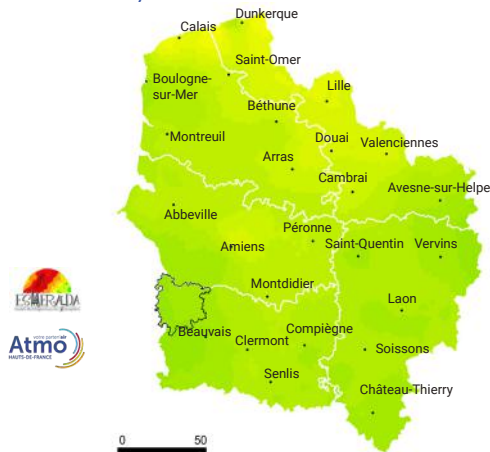 Dunkerque
Calais
Saint-Omer
Boulogne-
sur-Mer
Lille
Béthune
Montreuil
Douai
Valenciennes
Arras
Cambrai
Avesne-sur-Helpe
Abbeville
Péronne
Amiens
Saint-Quentin
Vervins
Montdidier
ESMERALDA
Laon
votre partenaire
Atmo
HAUTS-DE-FRANCE
Beauvais
Compiègne
Clermont
Soissons
Senlis
Château-Thierry
0 50